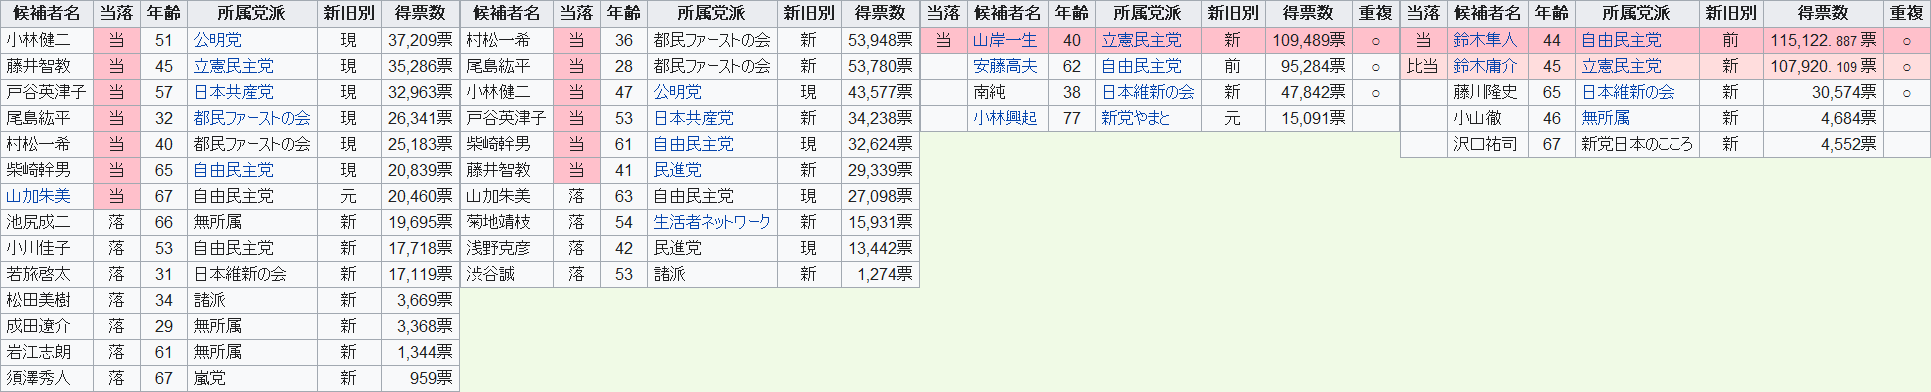 候補者名 当落 年齢 所属党派 新旧別 得票数
小林健二 当 51 公明党 現 37,209票
藤井智教 当 45 立憲民主党 現 35,286票
戸谷英津子 当 57 日本共産党 現 32,963票
尾島紘平 当 32 都民ファーストの会 現 26,341票
村松一希 当 40 都民ファーストの会 現 25,183票
柴崎幹男 当 65 自由民主党 現 20,839票
山加朱美 当 67 自由民主党 元 20,460票
池尻成二 落 66 無所属 新 19,695票
小川佳子 落 53 自由民主党 新 17,718票
若旅啓太 落 31 日本維新の会 新 17,119票
松田美樹 落 34 諸派 新 3,669票
成田遼介 落 29 無所属 新 3,368票
岩江志朗 落 61 無所属 新 1,344票
須澤秀人 落 67 嵐党 新 959票
候補者名 当落 年齢 所属党派 新旧別 得票数
村松一希 当 36 都民ファーストの会 新 53,948票
尾島紘平 当 28 都民ファーストの会 新 53,780票
小林健二 当 47 公明党 現 43,577票
戸谷英津子 当 53 日本共産党 新 34,238票
柴崎幹男 当 61 自由民主党 現 32,624票
藤井智教 当 41 民進党 新 29,339票
山加朱美 落 63 自由民主党 現 27,098票
菊地靖枝 落 54 生活者ネットワーク 新 15,931票
浅野克彦 落 42 民進党 現 13,442票
渋谷誠 落 53 諸派 新 1,274票
当落 候補者名 年齢 所属党派 新旧別 得票数 重複
当 山岸一生 40 立憲民主党 新 109,489票 ○
安藤高夫 62 自由民主党 前 95,284票 ○
南純 38 日本維新の会 新 47,842票 ○
小林興起 77 新党やまと 元 15,091票
当落 候補者名 年齢 所属党派 新旧別 得票数 重複
当 鈴木隼人 44 自由民主党 前 115,122. 887 票 ○
比当 鈴木庸介 45 立憲民主党 新 107,920. 109 票 ○
藤川隆史 65 日本維新の会 新 30,574票 ○
小山徹 46 無所属 新 4,684票
沢口祐司 67 新党日本のこころ 新 4,552票